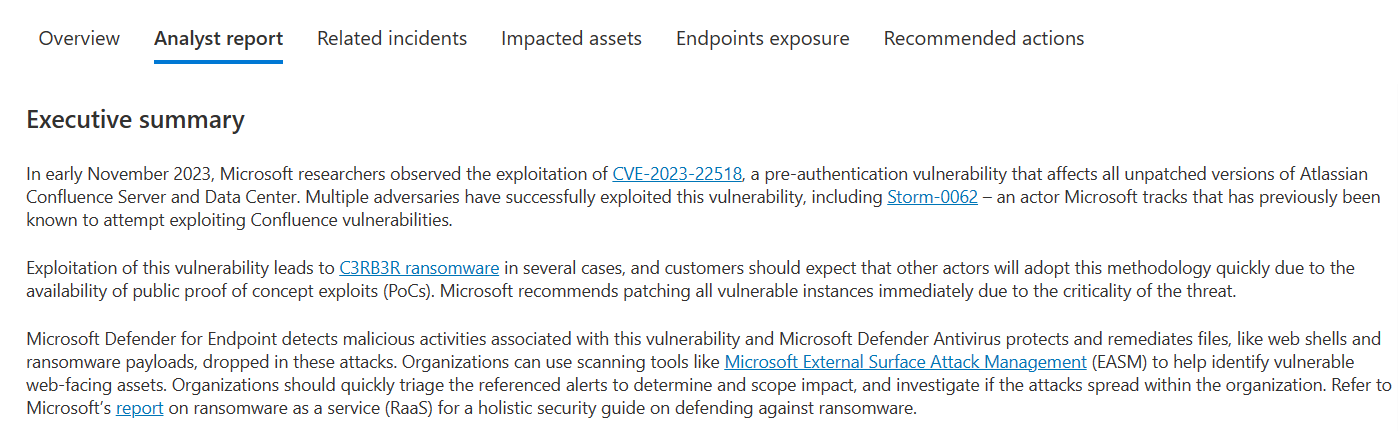 Overview Analyst report Related incidents Impacted assets Endpoints exposure Recommended actions
Executive summary
In early November 2023, Microsoft researchers observed the exploitation of CVE-2023-22518, a pre-authentication vulnerability that affects all unpatched versions of Atlassian
Confluence Server and Data Center. Multiple adversaries have successfully exploited this vulnerability, including Storm-0062 – an actor Microsoft tracks that has previously been
known to attempt exploiting Confluence vulnerabilities.
Exploitation of this vulnerability leads to C3RB3R ransomware in several cases, and customers should expect that other actors will adopt this methodology quickly due to the
availability of public proof of concept exploits (PoCs). Microsoft recommends patching all vulnerable instances immediately due to the criticality of the threat.
Microsoft Defender for Endpoint detects malicious activities associated with this vulnerability and Microsoft Defender Antivirus protects and remediates files, like web shells and
ransomware payloads, dropped in these attacks. Organizations can use scanning tools like Microsoft External Surface Attack Management (EASM) to help identify vulnerable
web-facing assets. Organizations should quickly triage the referenced alerts to determine and scope impact, and investigate if the attacks spread within the organization. Refer to
Microsoft’s report on ransomware as a service (RaaS) for a holistic security guide on defending against ransomware.